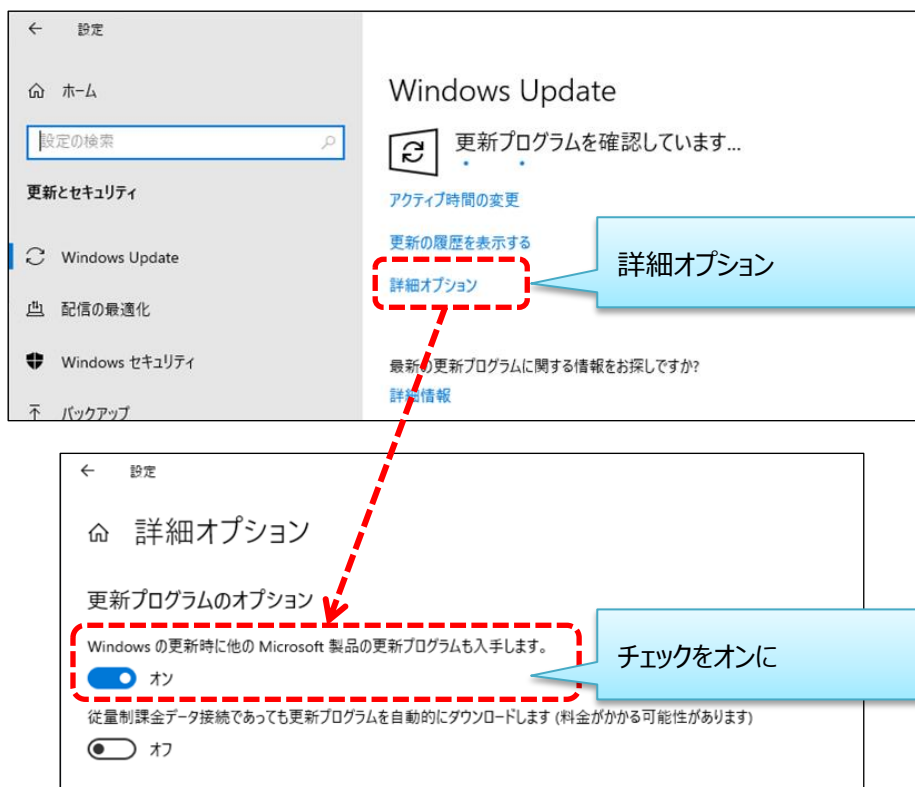 設定
ホーム
設定の検索
更新とセキュリティ
Windows Update
配信の最適化
Windows セキュリティ
バックアップ
Windows Update
更新プログラムを確認しています...
アクティブ時間の変更
更新の履歴を表示する
詳細オプション
詳細オプション
最新の更新プログラムに関する情報をお探しですか?
詳細情報
設定
詳細オプション
更新プログラムのオプション
Windows の更新時に他の Microsoft 製品の更新プログラムも入手します。
オン
チェックをオンに
従量制課金データ接続であっても更新プログラムを自動的にダウンロードします (料金がかかる可能性があります)
オフ